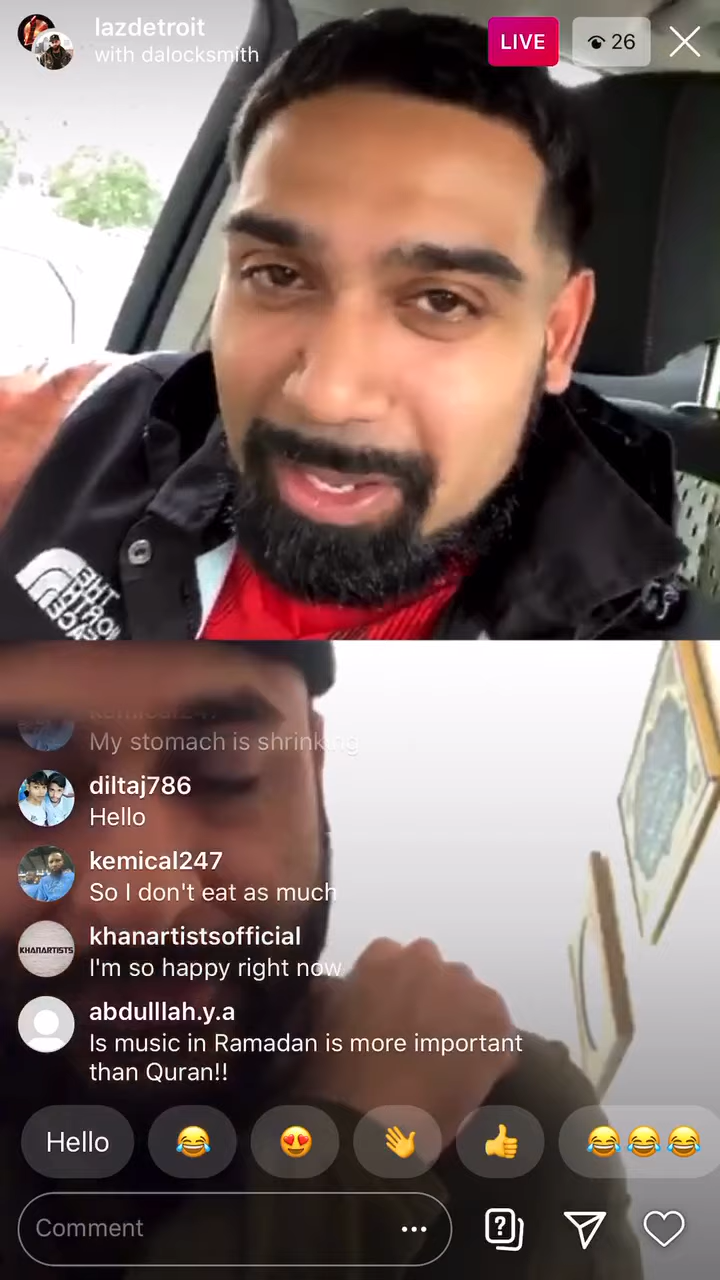 lazdetroit
LIVE
26
with dalocksmith
THE
NORTH
FACE
My stomach is shrinking
diltaj786
Hello
kemical247
So I don't eat as much
KHANARTISTS
khanartistsofficial
I'm so happy right now
abdulllah.y.a
Is music in Ramadan is more important
than Quran!!
Hello
Comment